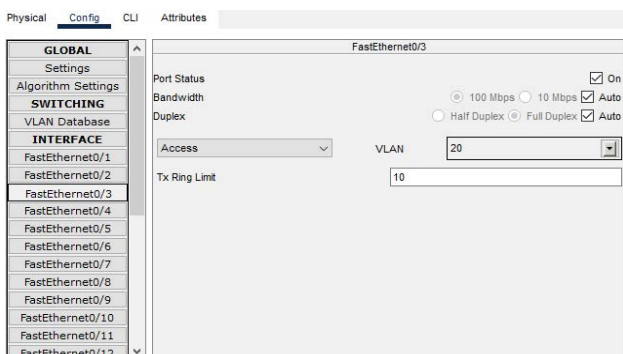 Physical Config CLI Attributes
GLOBAL
Settings
Algorithm Settings
SWITCHING
VLAN Database
INTERFACE
FastEthernet0/1
FastEthernet0/2
FastEthernet0/3
FastEthernet0/4
FastEthernet0/5
FastEthernet0/6
FastEthernet0/7
FastEthernet0/8
FastEthernet0/9
FastEthernet0/10
FastEthernet0/11
FastEthernet0/12
FastEthernet0/3
Port Status On
Bandwidth 100 Mbps 10 Mbps Auto
Duplex Half Duplex Full Duplex Auto
Access VLAN 20
Tx Ring Limit 10